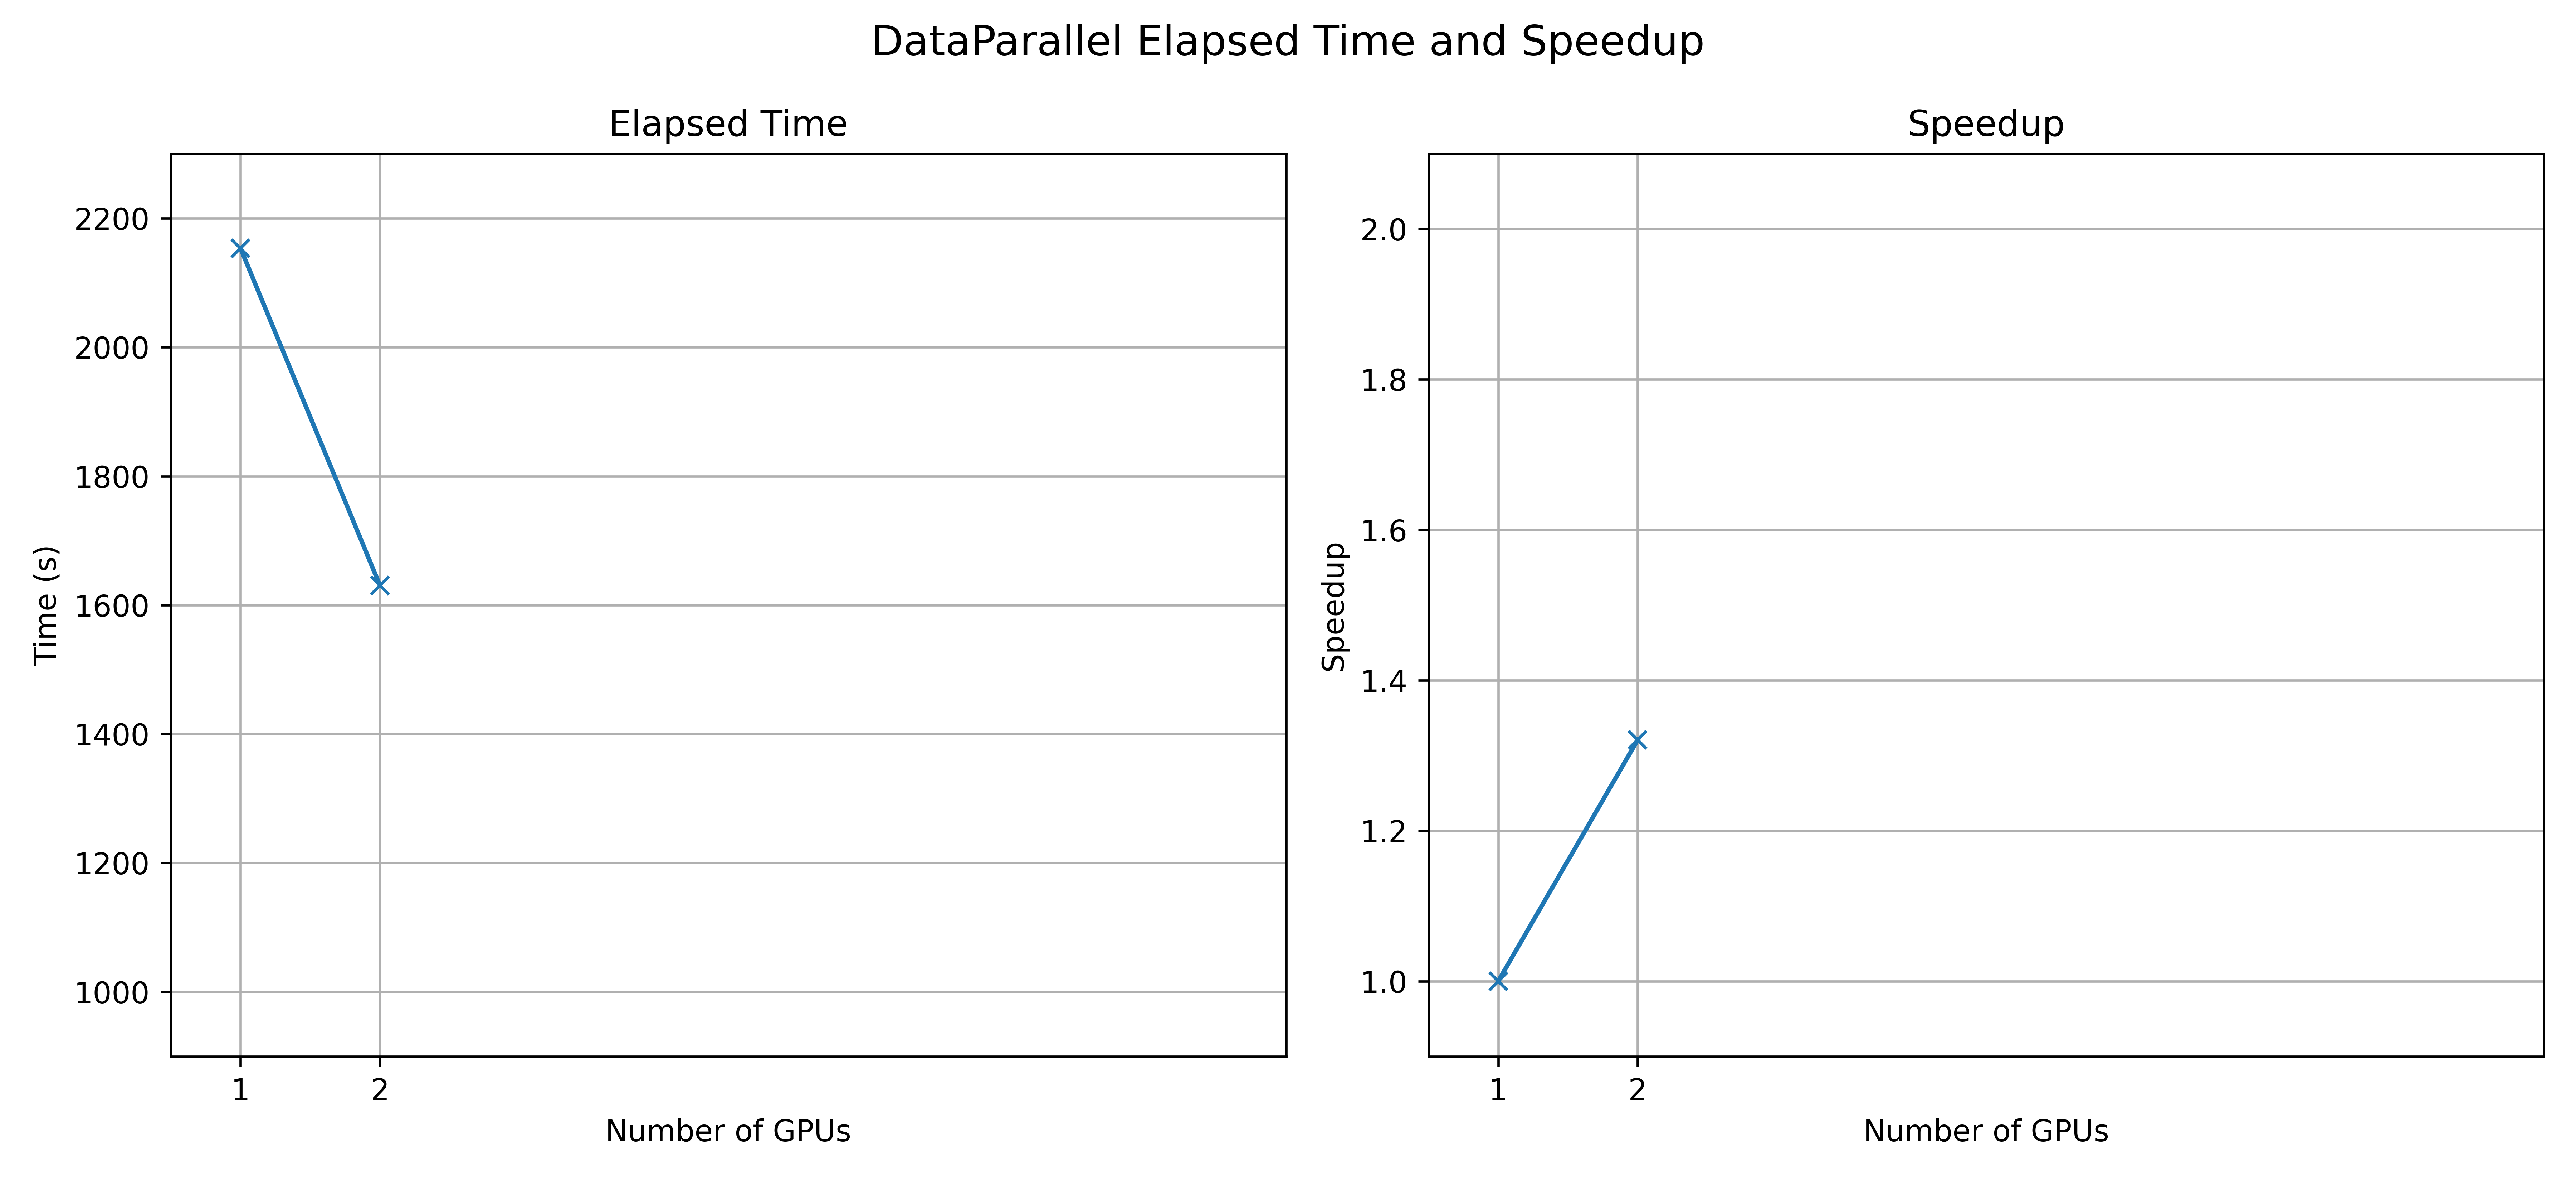 DataParallel Elapsed Time and Speedup
Elapsed Time
2200
2000
1800
1600
1400
1200
1000
Time (s)
1 2
Number of GPUs
Speedup
2.0
1.8
1.6
1.4
1.2
1.0
Speedup
1 2
Number of GPUs